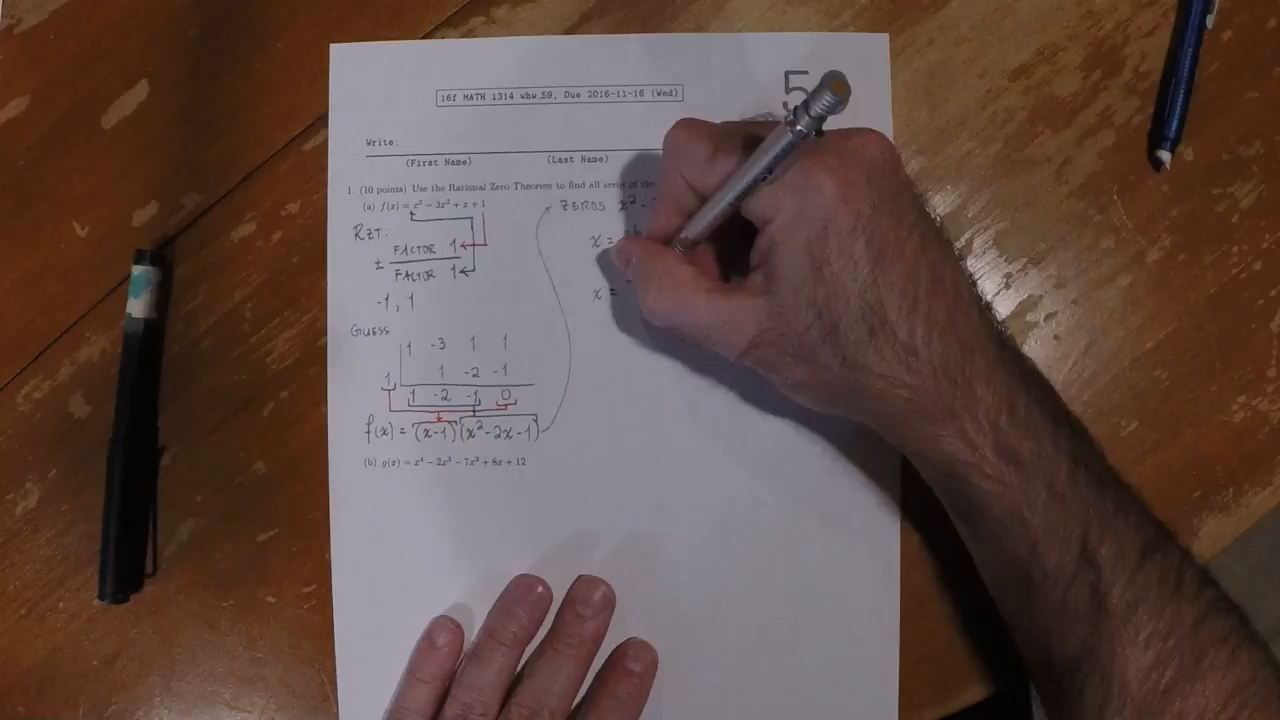 16f MATH 1314 whw_59, Due 2016-11-16 (Wed)
5
Write:
(First Name) (Last Name)
1. (10 points) Use the Rational Zero Theorem to find all zeros of the
(a) f(x) = x³ − 3x² + x + 1
RZT:
± FACTOR 1
FACTOR 1
-1, 1
GUESS
1 -3 1 1
1 -2 -1
1
1 -2 -1 0
f(x) = (x-1)(x²-2x-1)
(b) g(x) = x⁴ − 2x³ − 7x² + 8x + 12
ZEROS x² -
x =
x =